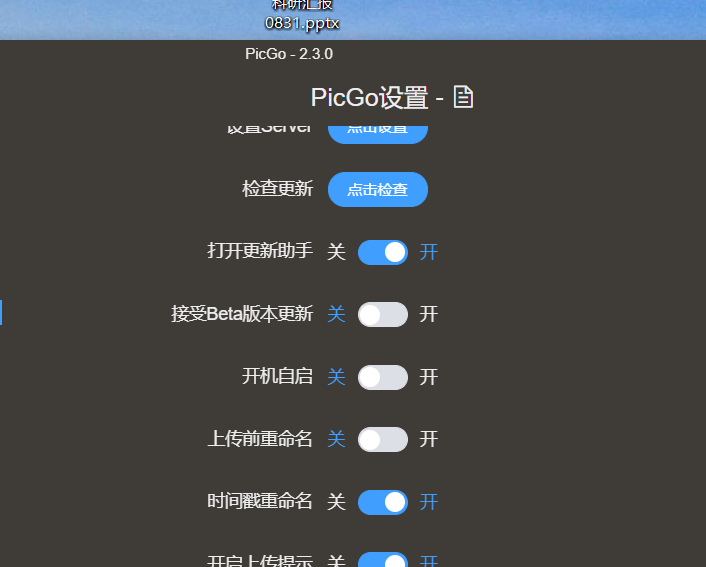 科研汇报
0831.pptx
PicGo - 2.3.0
PicGo设置 -
设置Server 点击设置
检查更新 点击检查
打开更新助手 关 开
接受Beta版本更新 关 开
开机自启 关 开
上传前重命名 关 开
时间戳重命名 关 开
开启上传提示 关 开